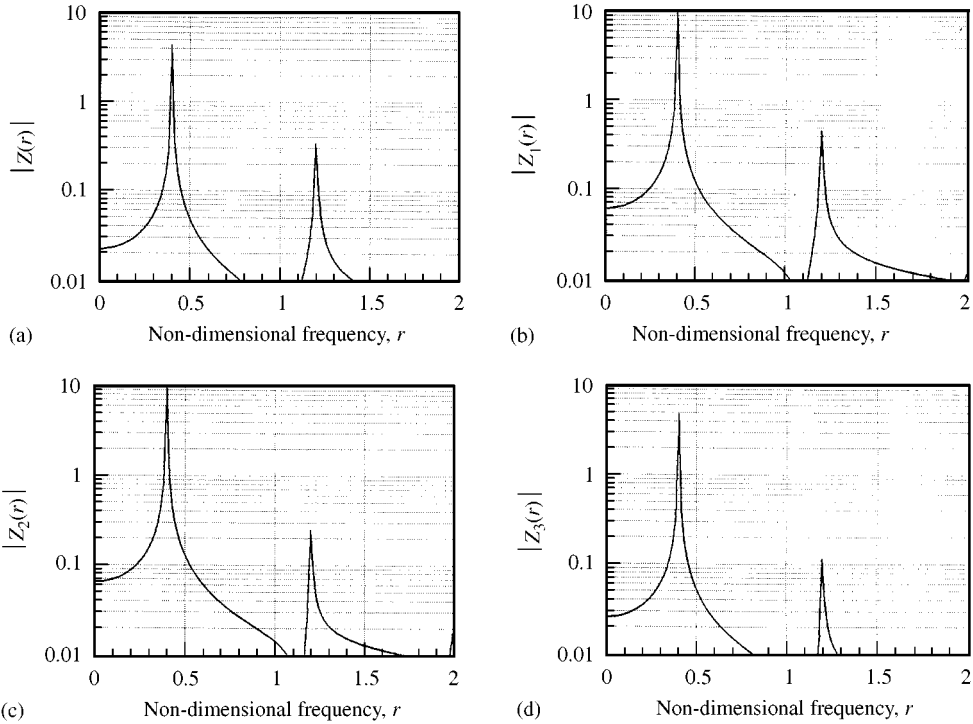 10
1
0.1
0.01
|Z(r)|
0 0.5 1 1.5 2
(a) Non-dimensional frequency, r
10
1
0.1
0.01
|Z₁(r)|
0 0.5 1 1.5 2
(b) Non-dimensional frequency, r
10
1
0.1
0.01
|Z₂(r)|
0 0.5 1 1.5 2
(c) Non-dimensional frequency, r
10
1
0.1
0.01
|Z₃(r)|
0 0.5 1 1.5 2
(d) Non-dimensional frequency, r